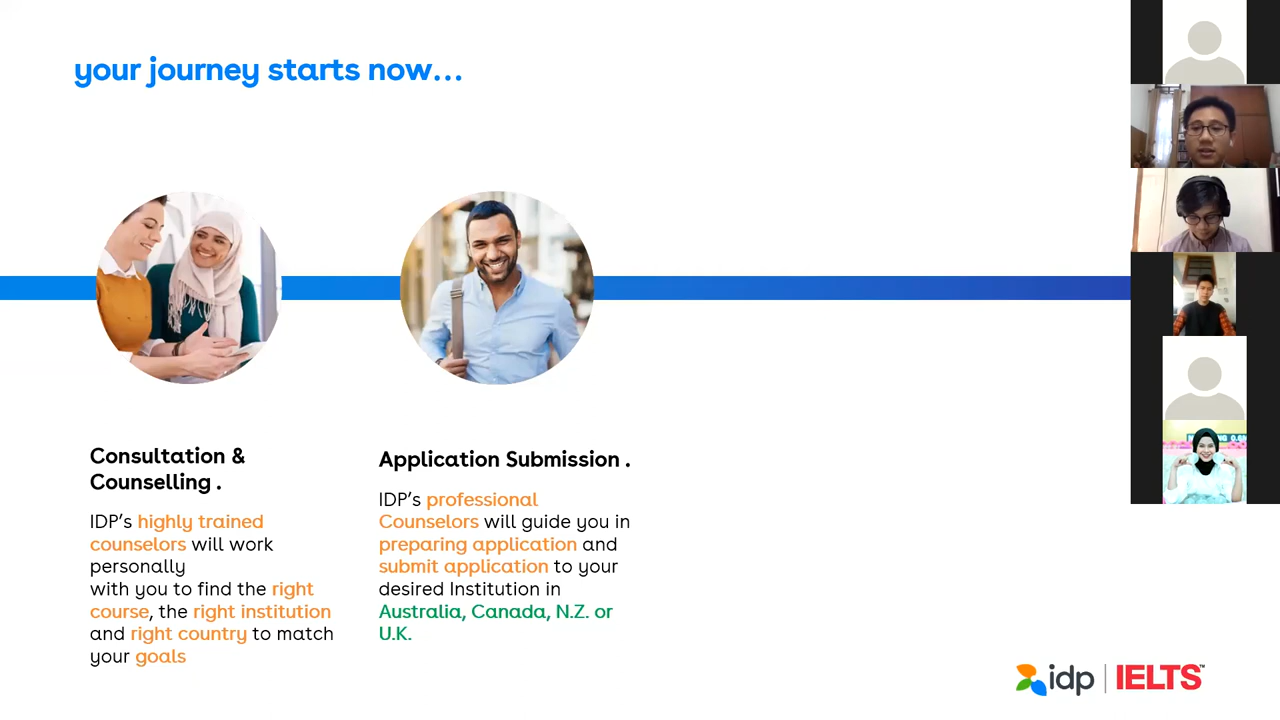 your journey starts now...
Consultation &
Counselling .
IDP's highly trained
counselors will work
personally
with you to find the right
course, the right institution
and right country to match
your goals
Application Submission .
IDP's professional
Counselors will guide you in
preparing application and
submit application to your
desired Institution in
Australia, Canada, N.Z. or
U.K.
idp | IELTS™